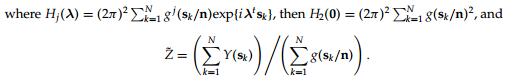 where H_j(λ) = (2π)² ∑_{k=1}^{N} g^j(s_k/n)exp{iλ^t s_k}, then H_2(0) = (2π)² ∑_{k=1}^{N} g(s_k/n)², and
Z̃ = (∑_{k=1}^{N} Y(s_k)) / (∑_{k=1}^{N} g(s_k/n)) .